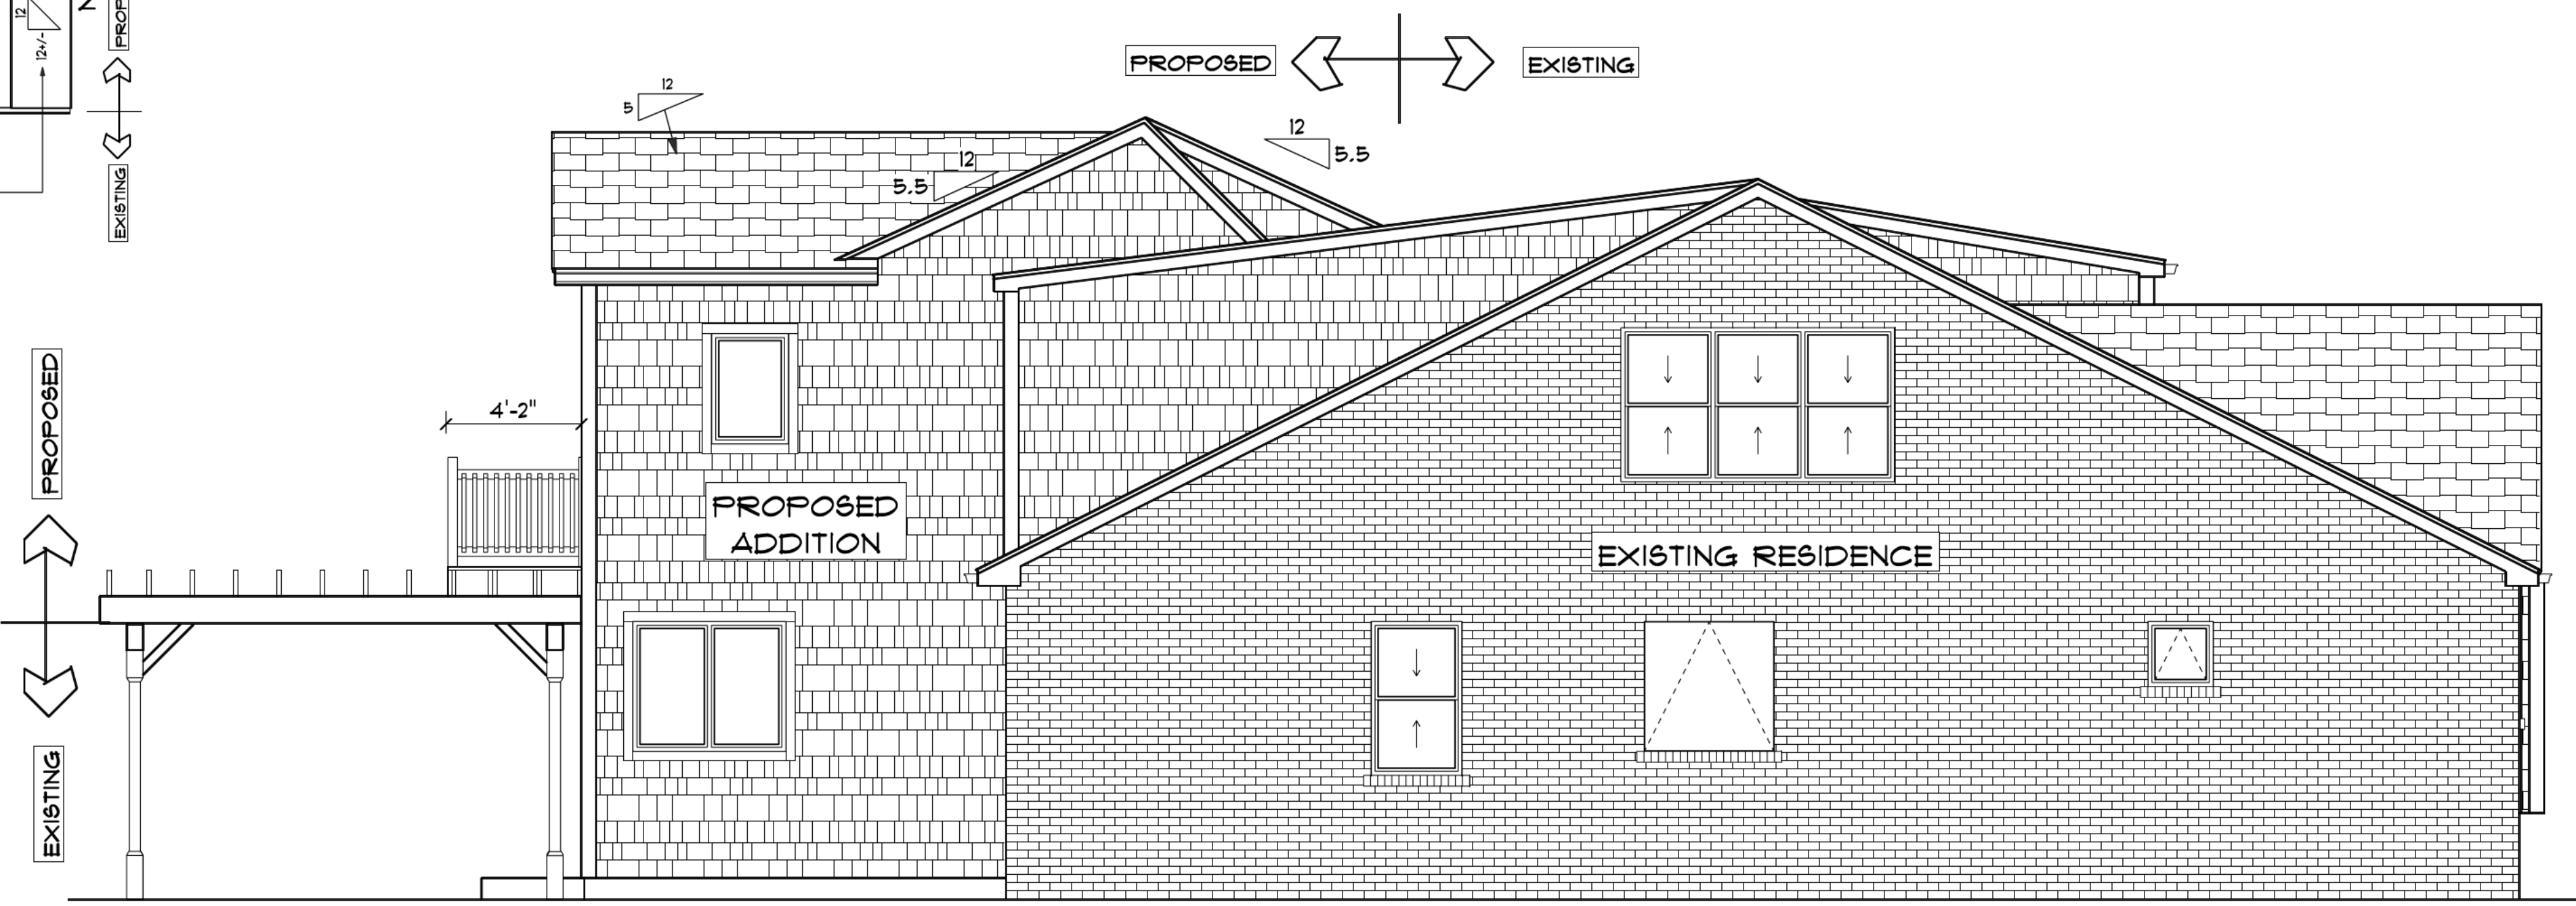 12
12+/-
EXISTING
PROPOSED
EXISTING
12
5
12
5.5
12
5.5
PROPOSED
EXISTING
4'-2"
PROPOSED
ADDITION
EXISTING RESIDENCE